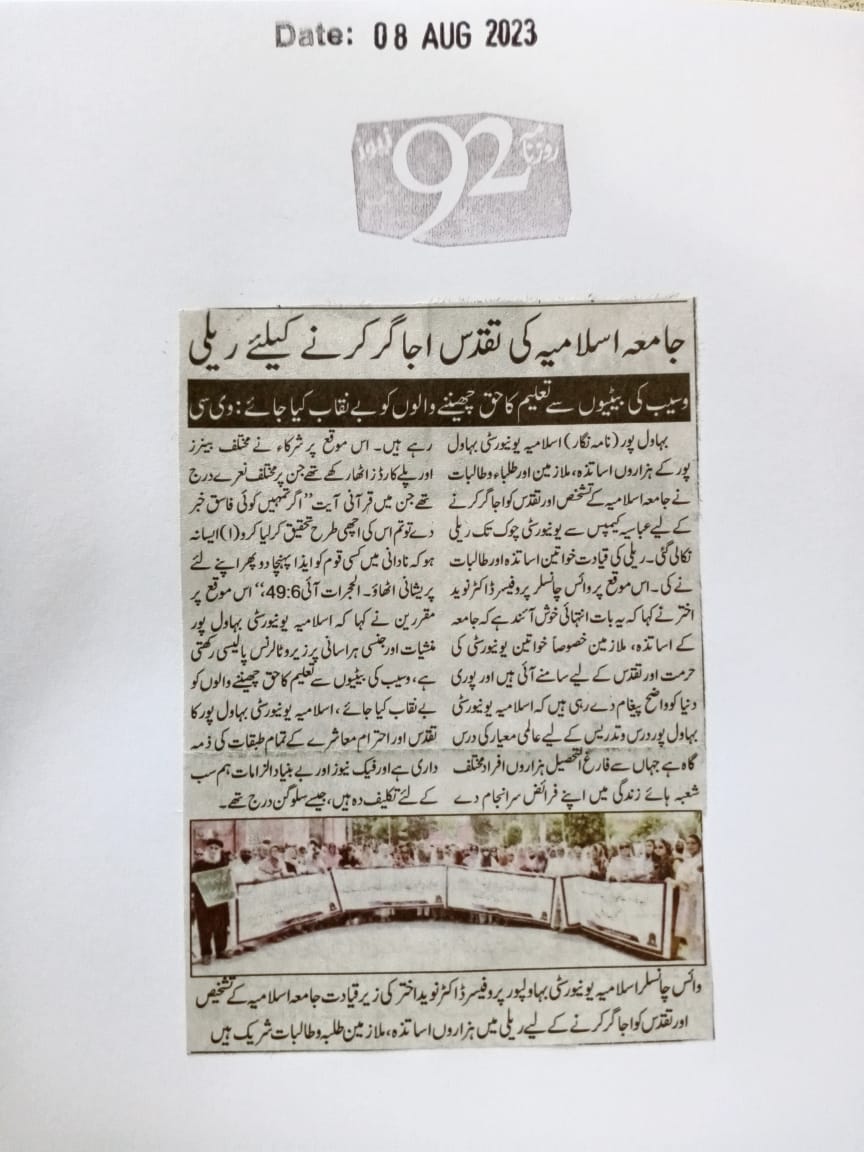 Date: 08 AUG 2023
روزنامہ 92 نیوز
جامعہ اسلامیہ کی تقدس اجاگر کرنے کیلئے ریلی
وسیب کی بیٹیوں سے تعلیم کا حق چھیننے والوں کو بے نقاب کیا جائے : وی سی
بہاول پور (نامہ نگار) اسلامیہ یونیورسٹی بہاول
پور کے ہزاروں اساتذہ، ملازمین اور طلباء و طالبات
نے جامعہ اسلامیہ کے تشخص اور تقدس کو اجاگر کرنے
کے لیے عباسیہ کیمپس سے یونیورسٹی چوک تک ریلی
نکالی گئی۔ ریلی کی قیادت خواتین اساتذہ اور طالبات
نے کی۔ اس موقع پر وائس چانسلر پروفیسر ڈاکٹر نوید
اختر نے کہا کہ یہ بات انتہائی خوش آئند ہے کہ جامعہ
کے اساتذہ، ملازمین خصوصاً خواتین یونیورسٹی کی
حرمت اور تقدس کے لیے سامنے آئی ہیں اور پوری
دنیا کو واضح پیغام دے رہی ہیں کہ اسلامیہ یونیورسٹی
بہاول پور درس و تدریس کے لیے عالمی معیار کی درس
گاہ ہے جہاں سے فارغ التحصیل ہزاروں افراد مختلف
شعبہ ہائے زندگی میں اپنے فرائض سرانجام دے
رہے ہیں۔ اس موقع پر شرکاء نے مختلف بینرز
اور پلے کارڈز اٹھا رکھے تھے جن پر مختلف نعرے درج
تھے جن میں قرآنی آیت ”اگر تمہیں کوئی فاسق خبر
دے تو تم اس کی اچھی طرح تحقیق کر لیا کرو (ا) ایسا نہ
ہو کہ نادانی میں کسی قوم کو ایذا پہنچا دو پھر اپنے لئے
پریشانی اٹھاؤ۔ الحجرات آئی 49:6،“ اس موقع پر
مقررین نے کہا کہ اسلامیہ یونیورسٹی بہاول پور
منشیات اور جنسی ہراسانی پر زیرو ٹالرنس پالیسی رکھتی
ہے، وسیب کی بیٹیوں سے تعلیم کا حق چھیننے والوں کو
بے نقاب کیا جائے، اسلامیہ یونیورسٹی بہاول پور کا
تقدس اور احترام معاشرے کے تمام طبقات کی ذمہ
داری ہے اور فیک نیوز اور بے بنیاد الزامات ہم سب
کے لئے تکلیف دہ ہیں، جیسے سلوگن درج تھے۔
وائس چانسلر اسلامیہ یونیورسٹی بہاولپور پروفیسر ڈاکٹر نوید اختر کی زیر قیادت جامعہ اسلامیہ کے تشخیص
اور تقدس کو اجاگر کرنے کے لیے ریلی میں ہزاروں اساتذہ، ملازمین طلبہ و طالبات شریک ہیں